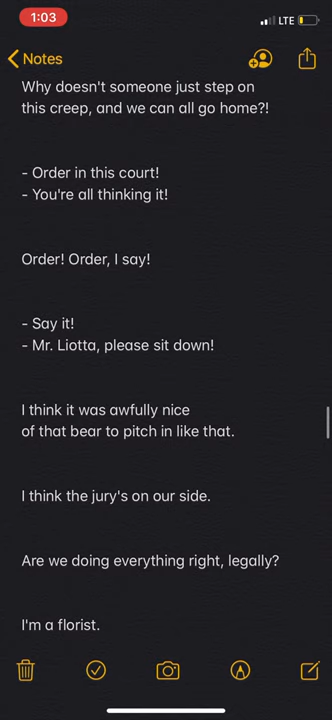 1:03
LTE
Notes
Why doesn't someone just step on
this creep, and we can all go home?!
- Order in this court!
- You're all thinking it!
Order! Order, I say!
- Say it!
- Mr. Liotta, please sit down!
I think it was awfully nice
of that bear to pitch in like that.
I think the jury's on our side.
Are we doing everything right, legally?
I'm a florist.